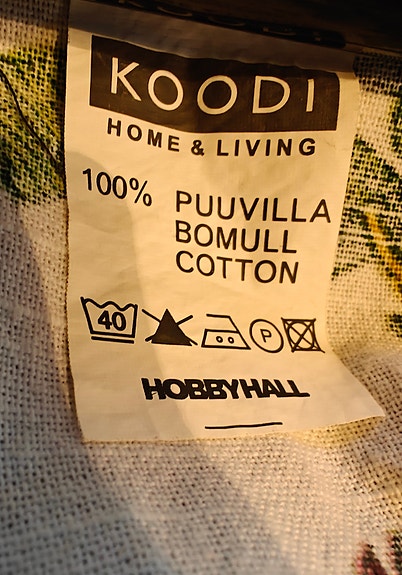 KOODI
HOME & LIVING
100% PUUVILLA
BOMULL
COTTON
40 P
HOBBYHALL